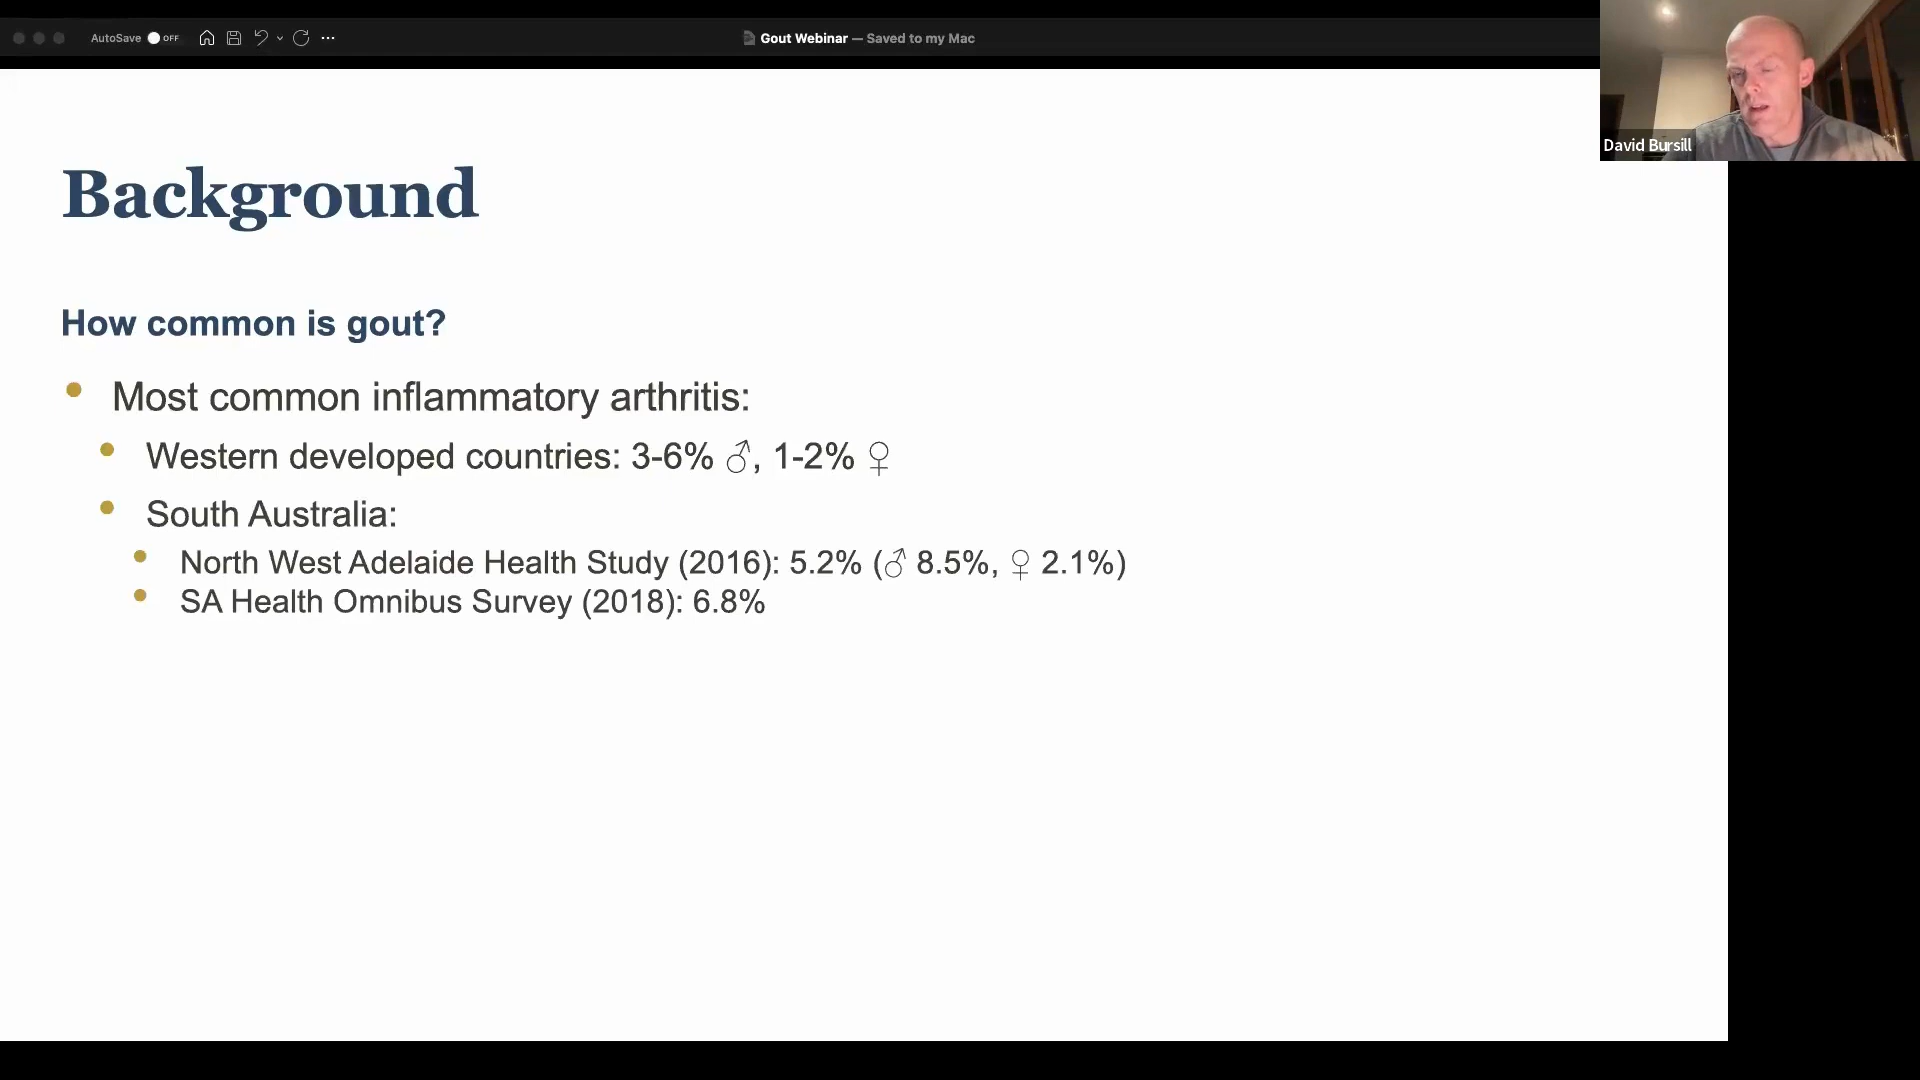 AutoSave OFF
Gout Webinar — Saved to my Mac
David Bursill
Background
How common is gout?
• Most common inflammatory arthritis:
• Western developed countries: 3-6% ♂, 1-2% ♀
• South Australia:
• North West Adelaide Health Study (2016): 5.2% (♂ 8.5%, ♀ 2.1%)
• SA Health Omnibus Survey (2018): 6.8%